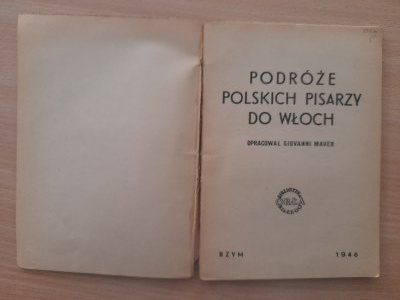 PODRÓŻE
POLSKICH PISARZY
DO WŁOCH
OPRACOWAŁ GIOVANNI MAVER
RZYM 1946